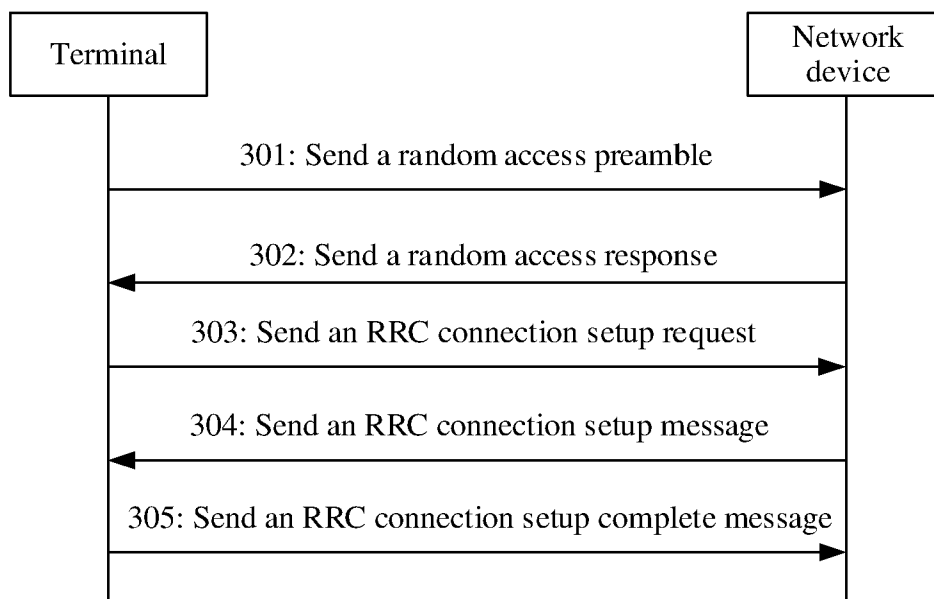 Terminal
Network
device
301: Send a random access preamble
302: Send a random access response
303: Send an RRC connection setup request
304: Send an RRC connection setup message
305: Send an RRC connection setup complete message